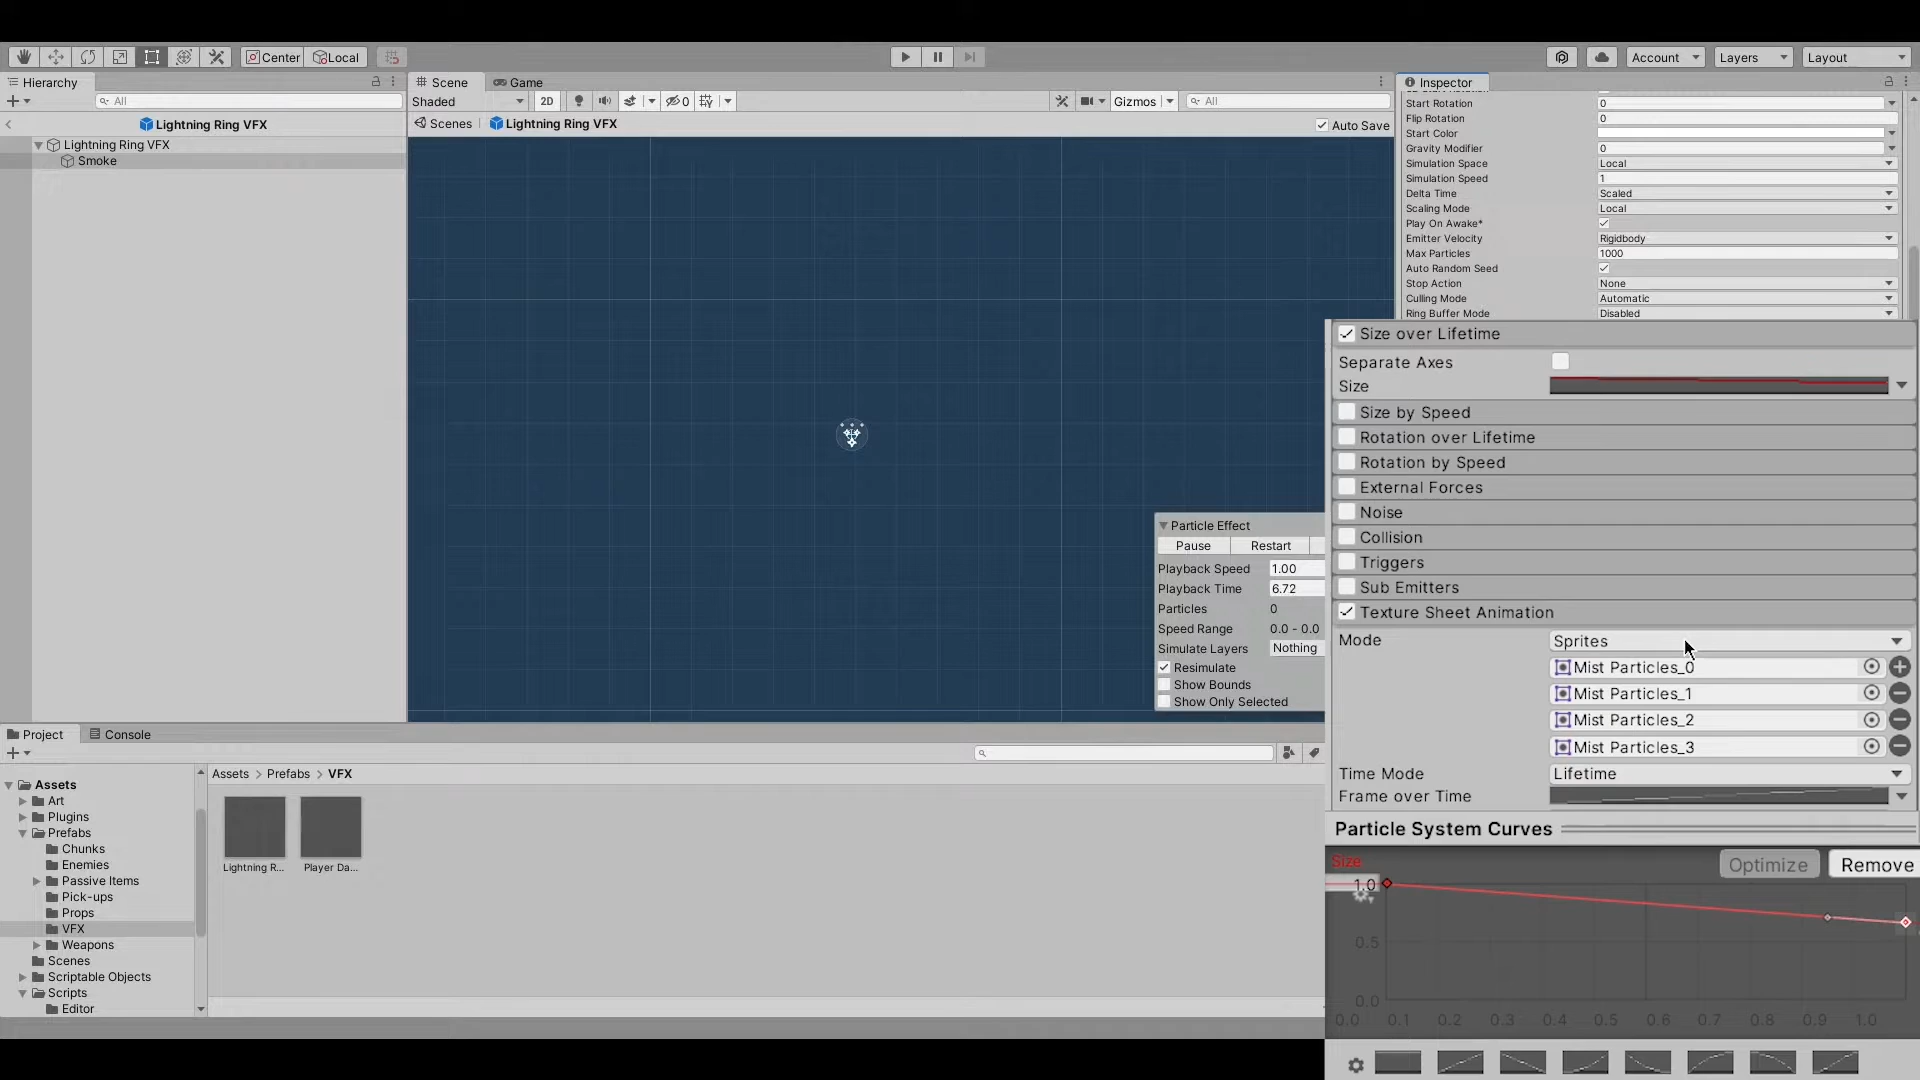 Center
Local
Account
Layers
Layout
Hierarchy
All
Lightning Ring VFX
Lightning Ring VFX
Smoke
Scene
Game
Shaded
2D
0
Gizmos
All
Scenes
Lightning Ring VFX
Auto Save
Particle Effect
Pause
Restart
Playback Speed 1.00
Playback Time 6.72
Particles 0
Speed Range 0.0 - 0.0
Simulate Layers Nothing
Resimulate
Show Bounds
Show Only Selected
Inspector
Start Rotation 0
Flip Rotation 0
Start Color
Gravity Modifier 0
Simulation Space Local
Simulation Speed 1
Delta Time Scaled
Scaling Mode Local
Play On Awake*
Emitter Velocity Rigidbody
Max Particles 1000
Auto Random Seed
Stop Action None
Culling Mode Automatic
Ring Buffer Mode Disabled
Size over Lifetime
Separate Axes
Size
Size by Speed
Rotation over Lifetime
Rotation by Speed
External Forces
Noise
Collision
Triggers
Sub Emitters
Texture Sheet Animation
Mode Sprites
Mist Particles_0
Mist Particles_1
Mist Particles_2
Mist Particles_3
Time Mode Lifetime
Frame over Time
Particle System Curves
Size
Optimize
Remove
1.0
0.5
0.0
0.0 0.1 0.2 0.3 0.4 0.5 0.6 0.7 0.8 0.9 1.0
Project
Console
Assets
Art
Plugins
Prefabs
Chunks
Enemies
Passive Items
Pick-ups
Props
VFX
Weapons
Scenes
Scriptable Objects
Scripts
Editor
Assets > Prefabs > VFX
Lightning R...
Player Da...